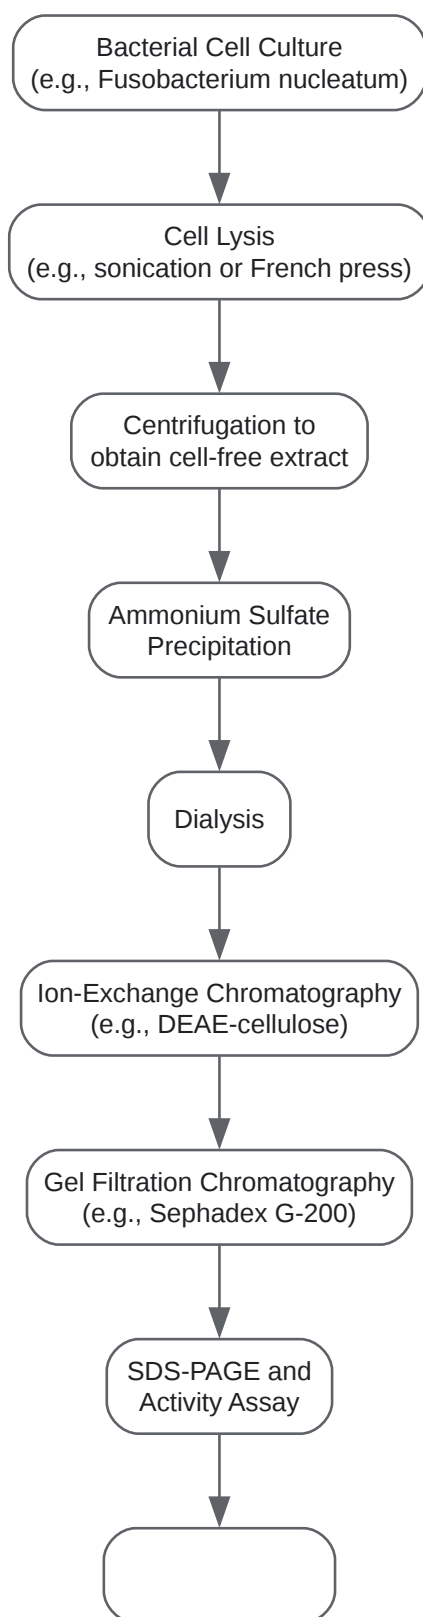 Bacterial Cell Culture
(e.g., Fusobacterium nucleatum)
Cell Lysis
(e.g., sonication or French press)
Centrifugation to
obtain cell-free extract
Ammonium Sulfate
Precipitation
Dialysis
Ion-Exchange Chromatography
(e.g., DEAE-cellulose)
Gel Filtration Chromatography
(e.g., Sephadex G-200)
SDS-PAGE and
Activity Assay